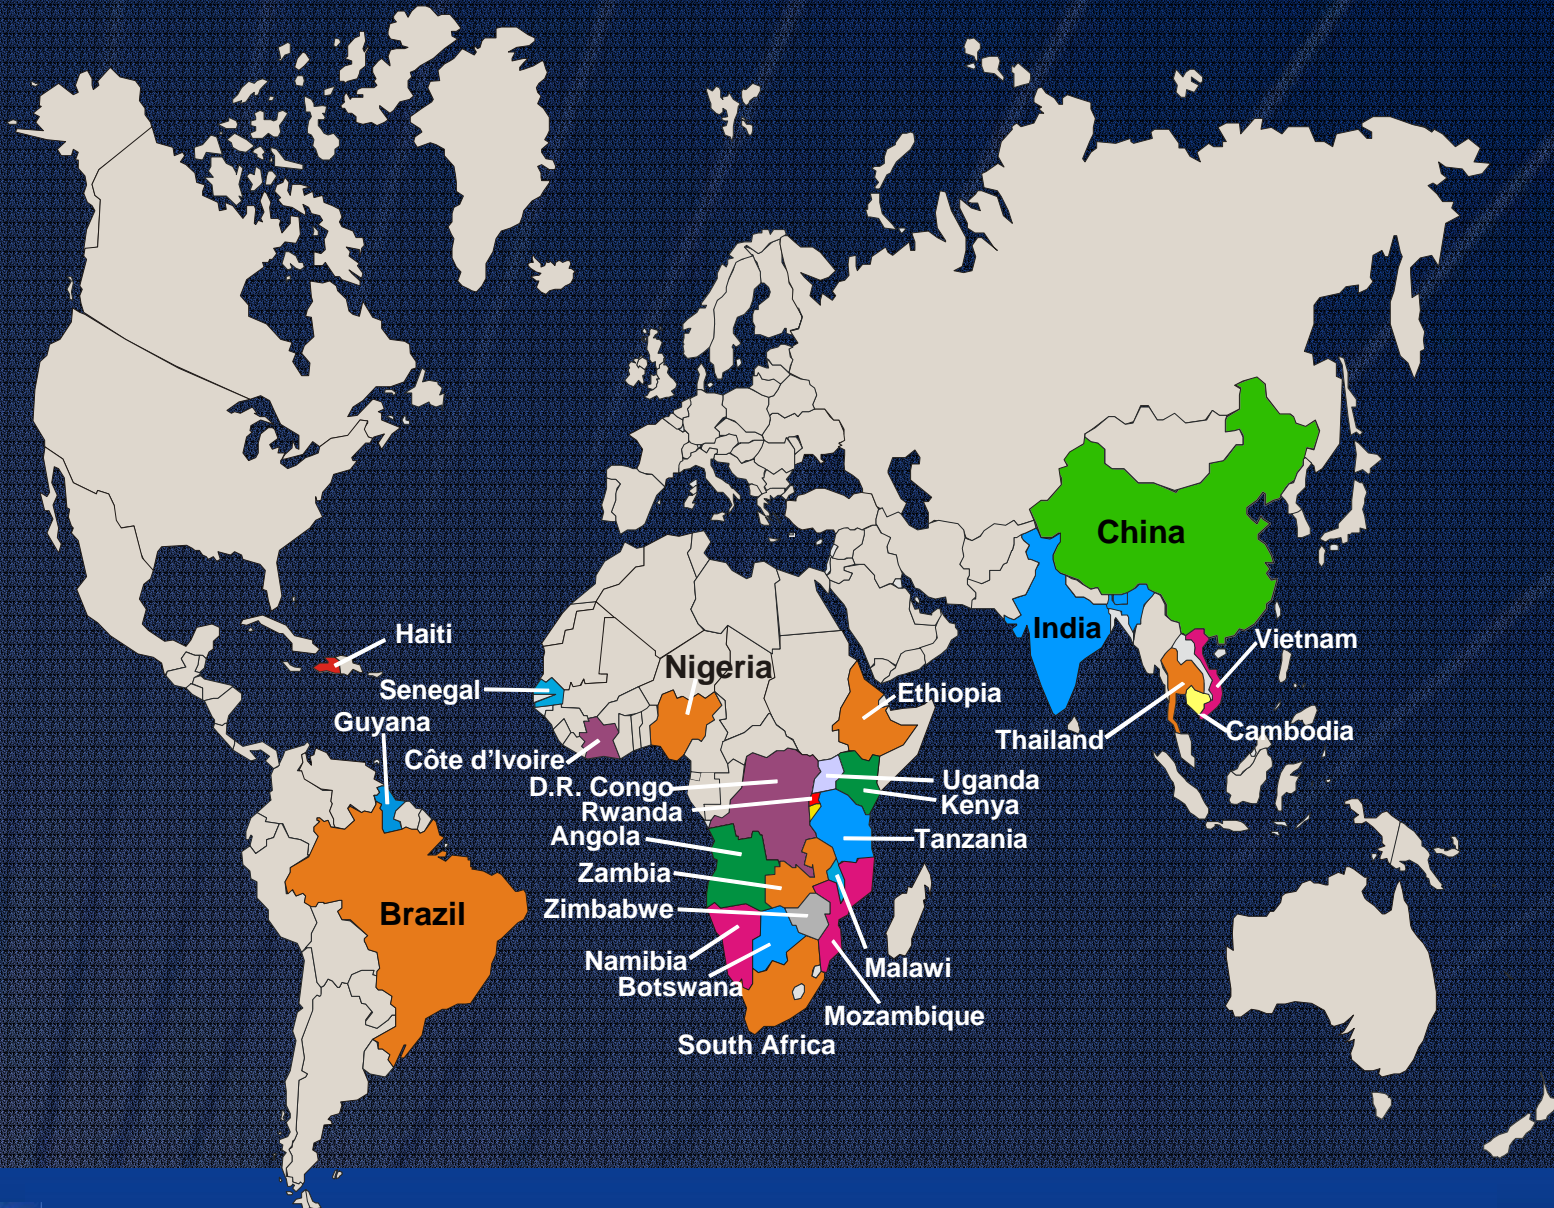 China
Haiti
India
Vietnam
Nigeria
Senegal
Ethiopia
Guyana
Thailand
Cambodia
Côte d’Ivoire
D.R. Congo
Uganda
Rwanda
Kenya
Angola
Tanzania
Zambia
Zimbabwe
Brazil
Namibia
Malawi
Botswana
Mozambique
South Africa